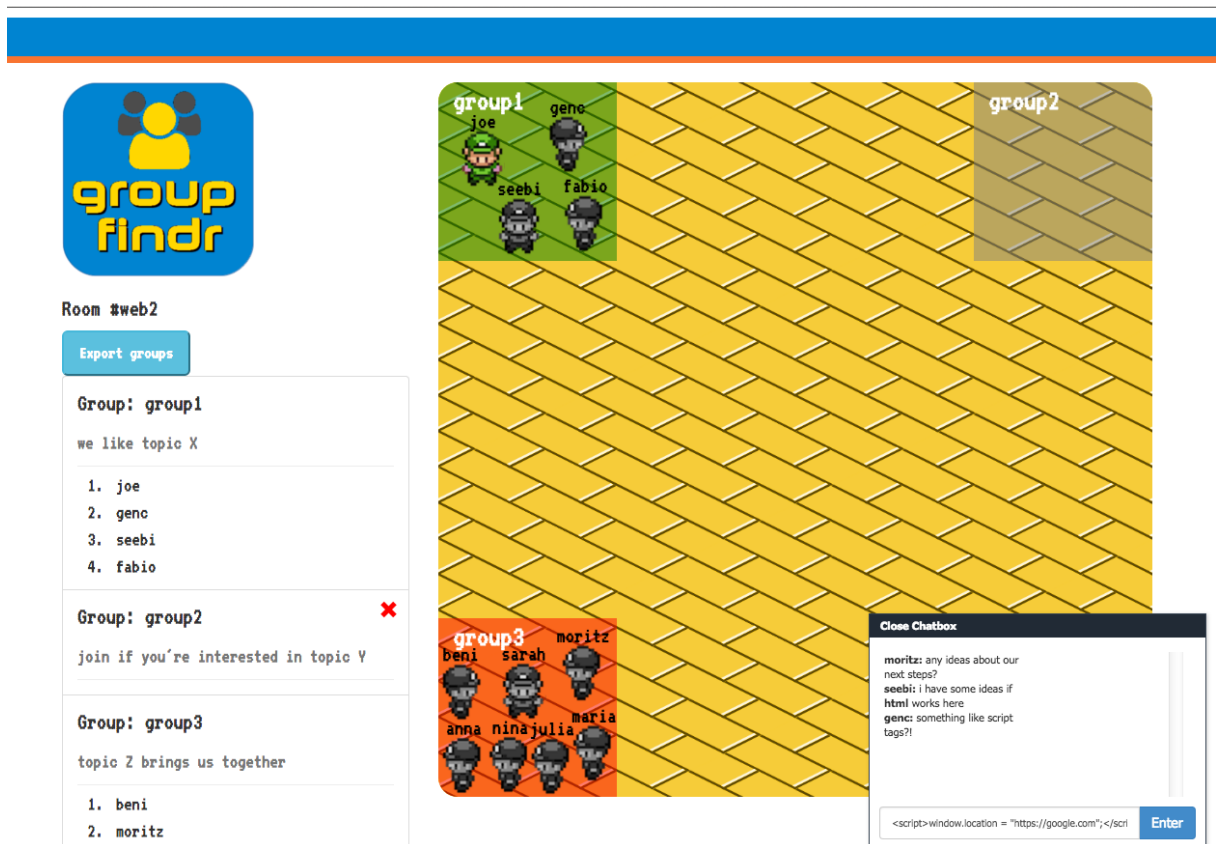 group
findr
Room #web2
Export groups
Group: group1
we like topic X
1. joe
2. genc
3. seebi
4. fabio
Group: group2
join if you're interested in topic Y
Group: group3
topic Z brings us together
1. beni
2. moritz
group1
genc
joe
seebi
fabio
group2
group3
moritz
beni
sarah
maria
anna
nina
julia
Close Chatbox
moritz: any ideas about our
next steps?
seebi: i have some ideas if
html works here
genc: something like script
tags?!
<script>window.location = "https://google.com";</scri
Enter